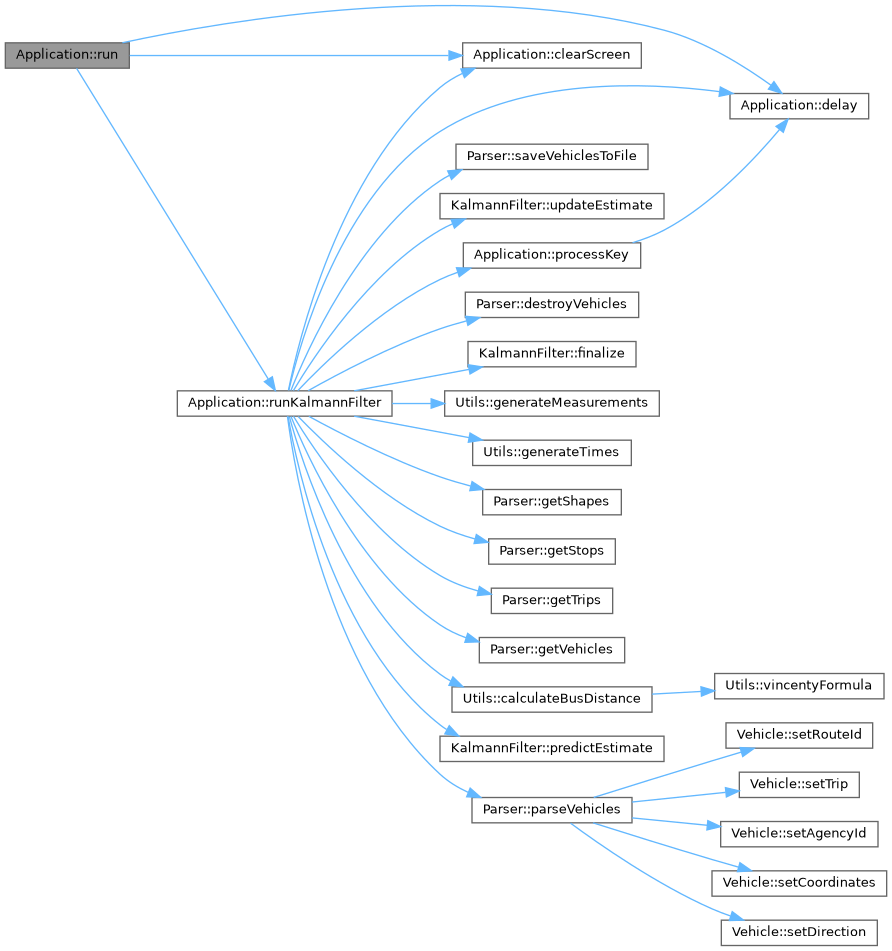 Application::run
Application::clearScreen
Application::delay
Parser::saveVehiclesToFile
KalmannFilter::updateEstimate
Application::processKey
Parser::destroyVehicles
KalmannFilter::finalize
Application::runKalmannFilter
Utils::generateMeasurements
Utils::generateTimes
Parser::getShapes
Parser::getStops
Parser::getTrips
Parser::getVehicles
Utils::calculateBusDistance
Utils::vincentyFormula
KalmannFilter::predictEstimate
Vehicle::setRouteId
Vehicle::setTrip
Parser::parseVehicles
Vehicle::setAgencyId
Vehicle::setCoordinates
Vehicle::setDirection